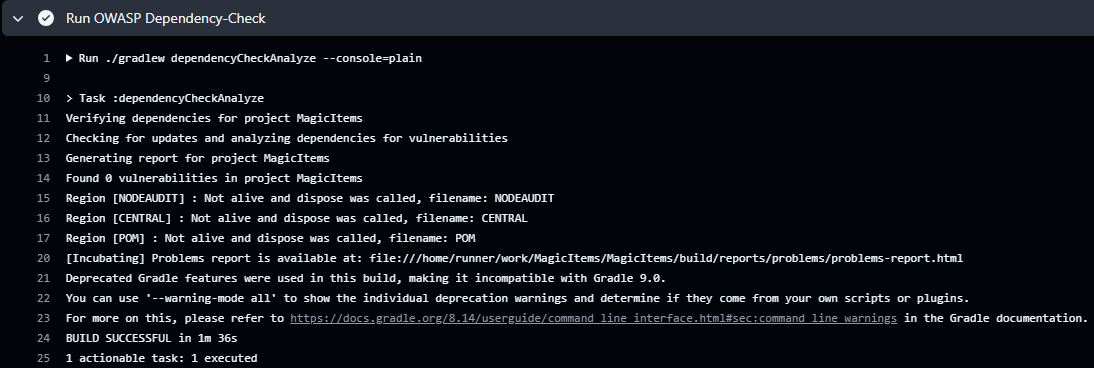 Run OWASP Dependency-Check
1 ▶ Run ./gradlew dependencyCheckAnalyze --console=plain
9
10 > Task :dependencyCheckAnalyze
11 Verifying dependencies for project MagicItems
12 Checking for updates and analyzing dependencies for vulnerabilities
13 Generating report for project MagicItems
14 Found 0 vulnerabilities in project MagicItems
15 Region [NODEAUDIT] : Not alive and dispose was called, filename: NODEAUDIT
16 Region [CENTRAL] : Not alive and dispose was called, filename: CENTRAL
17 Region [POM] : Not alive and dispose was called, filename: POM
20 [Incubating] Problems report is available at: file:///home/runner/work/MagicItems/MagicItems/build/reports/problems/problems-report.html
21 Deprecated Gradle features were used in this build, making it incompatible with Gradle 9.0.
22 You can use '--warning-mode all' to show the individual deprecation warnings and determine if they come from your own scripts or plugins.
23 For more on this, please refer to https://docs.gradle.org/8.14/userguide/command_line_interface.html#sec:command_line_warnings in the Gradle documentation.
24 BUILD SUCCESSFUL in 1m 36s
25 1 actionable task: 1 executed